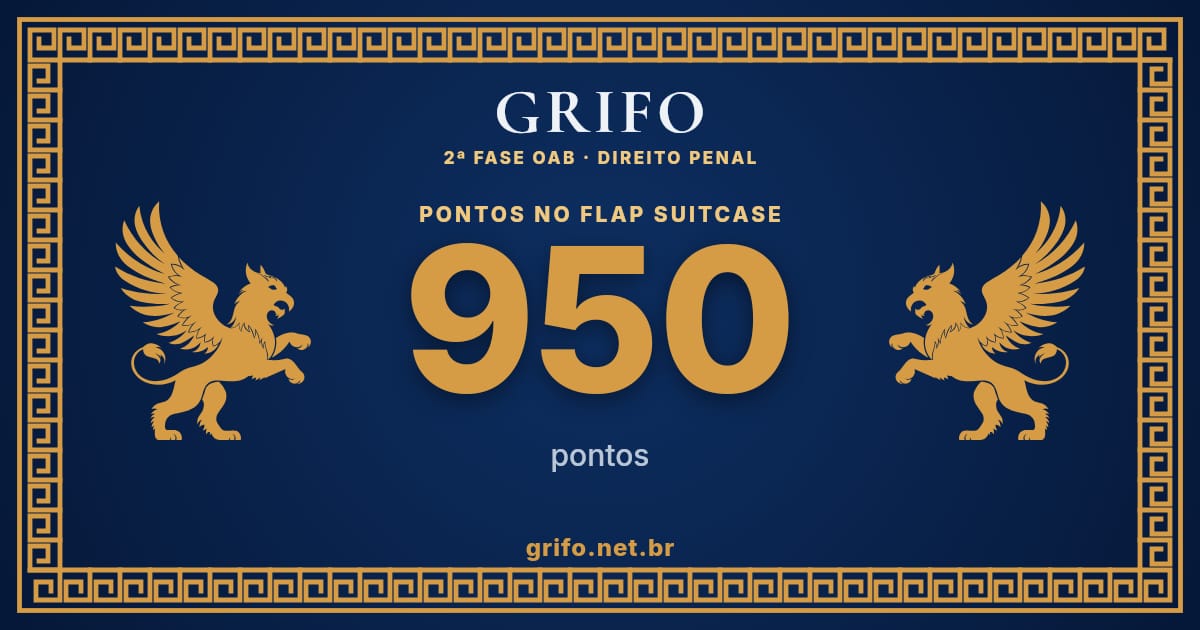 GRIFO
2ª FASE OAB · DIREITO PENAL
PONTOS NO FLAP SUITCASE
950
pontos
grifo.net.br